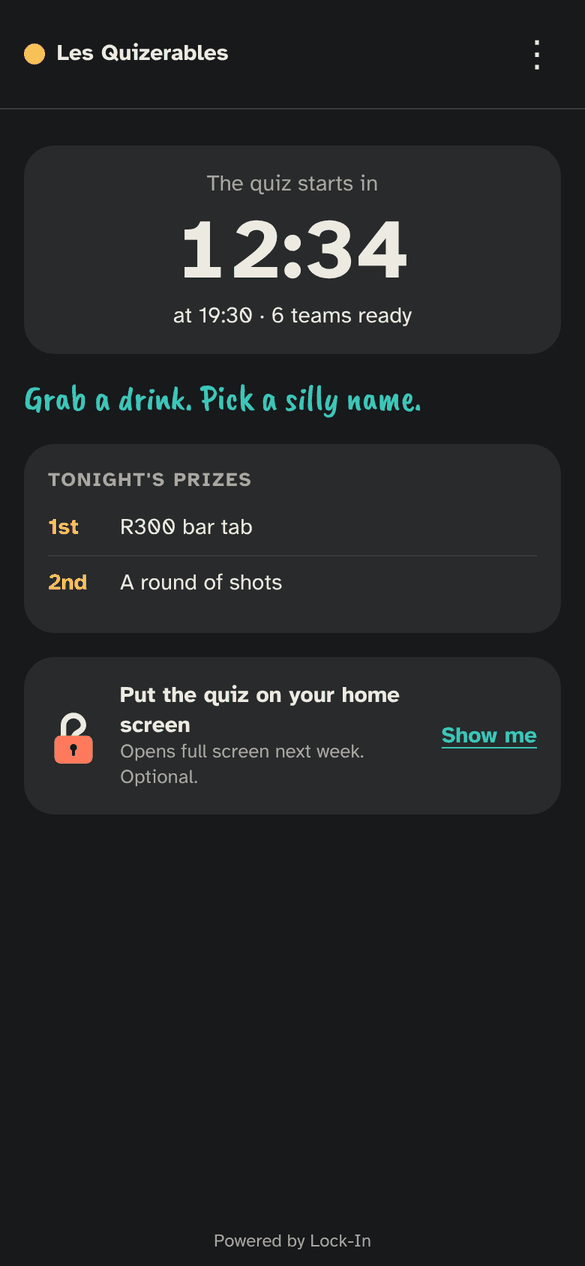 Les Quizerables
The quiz starts in
12:34
at 19:30 · 6 teams ready
Grab a drink. Pick a silly name.
TONIGHT'S PRIZES
1st R300 bar tab
2nd A round of shots
Put the quiz on your home
screen
Opens full screen next week.
Optional.
Show me
Powered by Lock-In